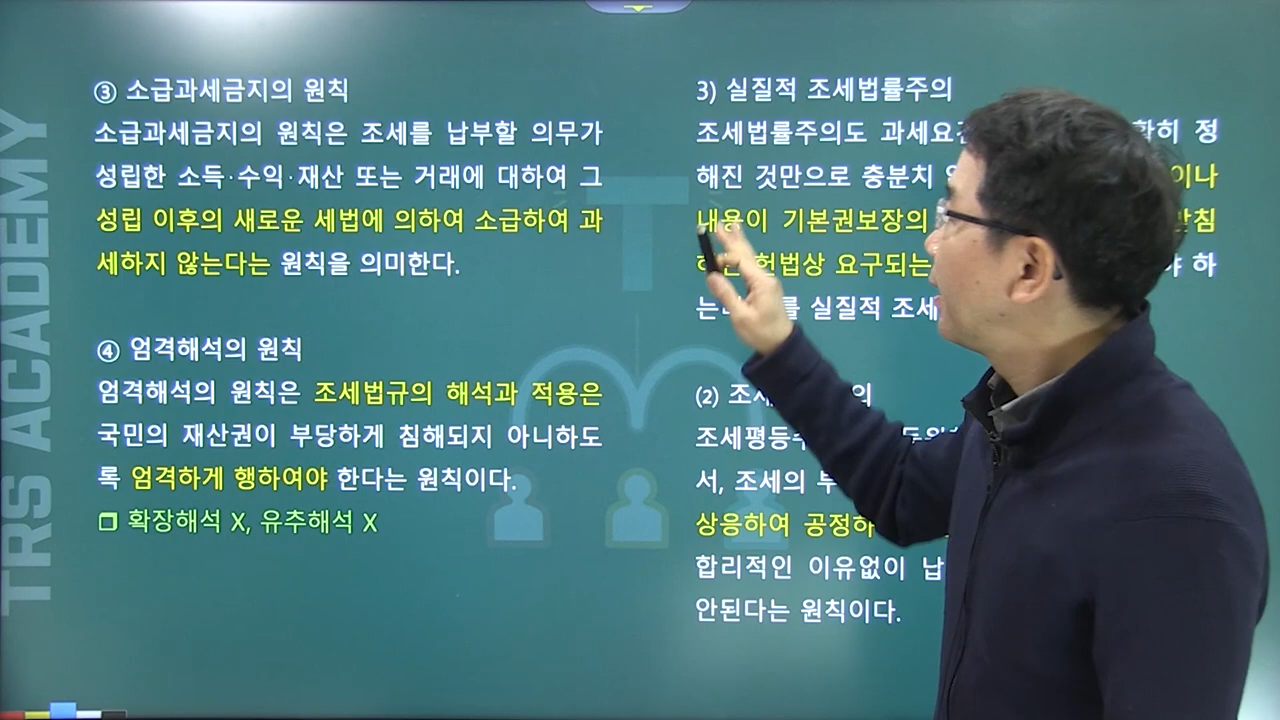 TRS ACADEMY
③ 소급과세금지의 원칙
소급과세금지의 원칙은 조세를 납부할 의무가
성립한 소득·수익·재산 또는 거래에 대하여 그
성립 이후의 새로운 세법에 의하여 소급하여 과
세하지 않는다는 원칙을 의미한다.
④ 엄격해석의 원칙
엄격해석의 원칙은 조세법규의 해석과 적용은
국민의 재산권이 부당하게 침해되지 아니하도
록 엄격하게 행하여야 한다는 원칙이다.
❐ 확장해석 X, 유추해석 X
3) 실질적 조세법률주의
조세법률주의도 정
해진 것만으로 충분치
내용이 기본권보장의
헌법상 요구되는 하
실질적
(2)
서, 조세의
상응하여
합리적인 이유없이
안된다는 원칙이다.